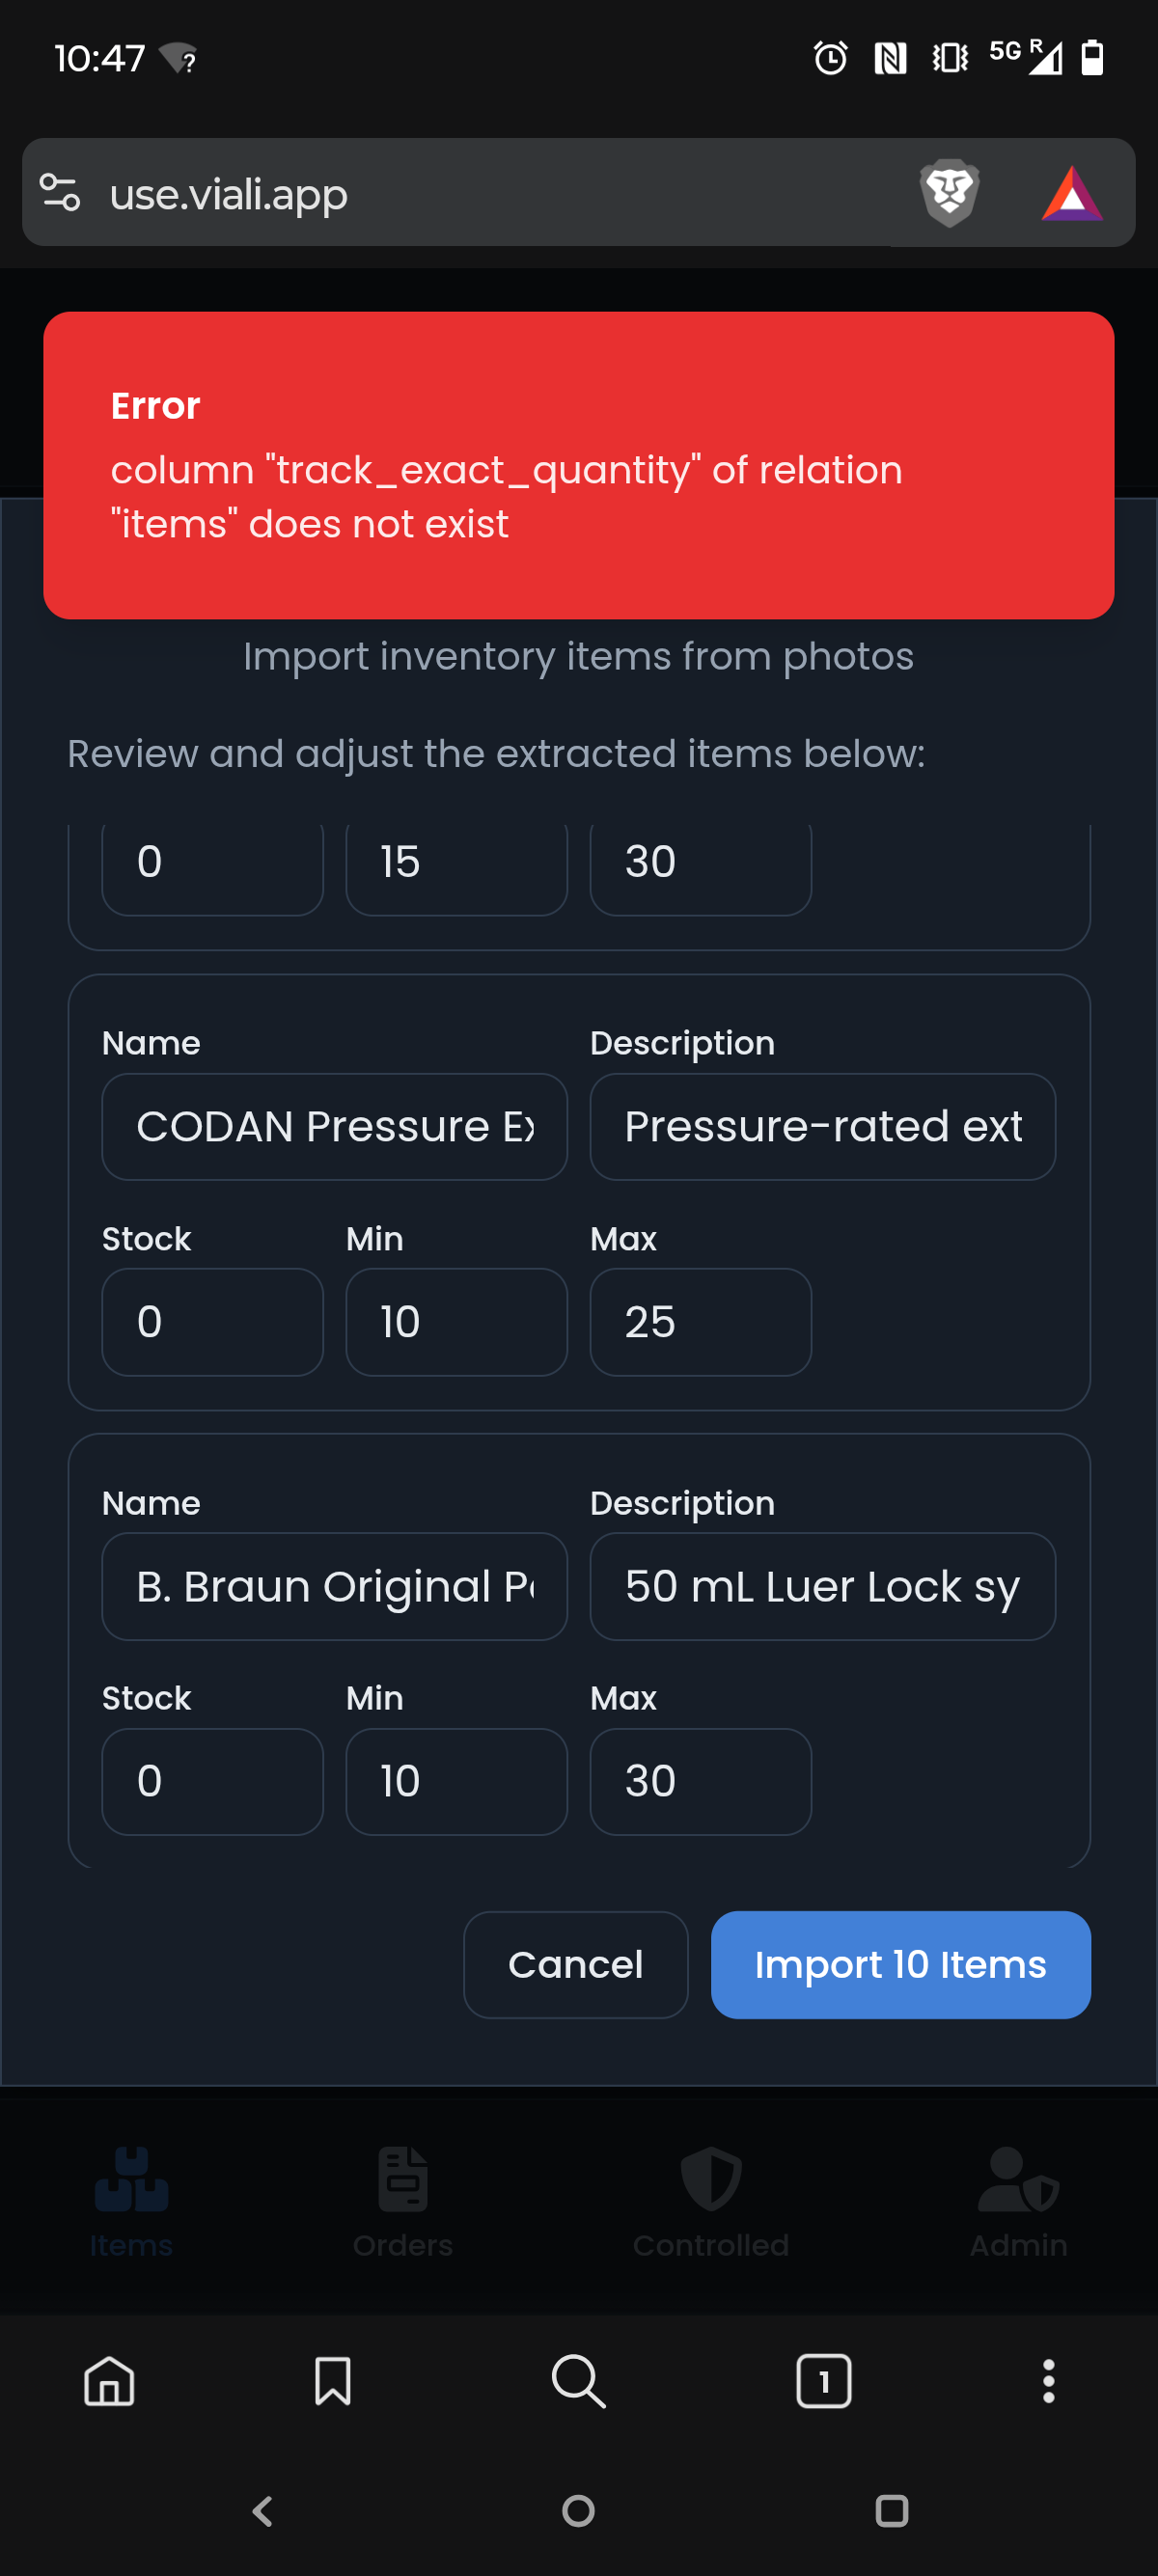 10:47
5G R
use.viali.app
Error
column "track_exact_quantity" of relation
"items" does not exist
Import inventory items from photos
Review and adjust the extracted items below:
0 15 30
Name Description
CODAN Pressure Ex Pressure-rated ext
Stock Min Max
0 10 25
Name Description
B. Braun Original Po 50 mL Luer Lock sy
Stock Min Max
0 10 30
Cancel Import 10 Items
Items Orders Controlled Admin
1